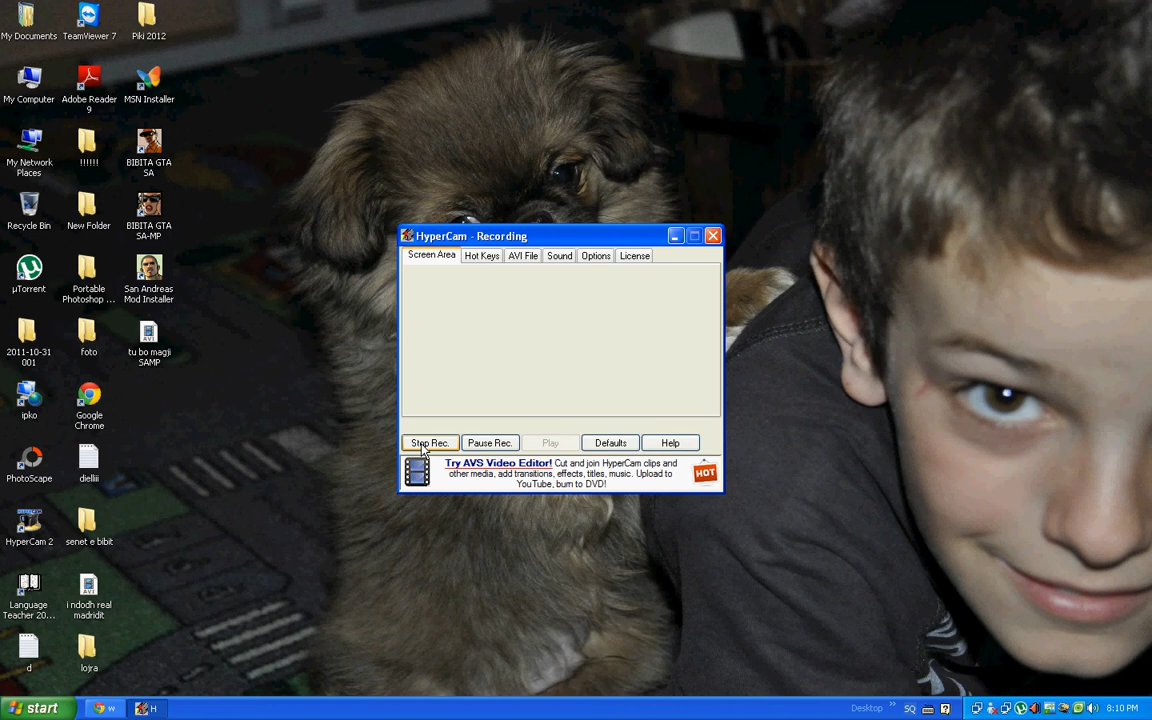 My Documents
TeamViewer 7
Piki 2012
My Computer
Adobe Reader
9
MSN Installer
My Network
Places
!!!!!!
BIBITA GTA
SA
Recycle Bin
New Folder
BIBITA GTA
SA-MP
µTorrent
Portable
Photoshop ...
San Andreas
Mod Installer
2011-10-31
001
foto
tu bo magji
SAMP
ipko
Google
Chrome
PhotoScape
dielliii
HyperCam 2
senet e bibit
Language
Teacher 20...
i ndodh real
madridit
d
lojra
HyperCam - Recording
Screen Area
Hot Keys
AVI File
Sound
Options
License
Stop Rec.
Pause Rec.
Play
Defaults
Help
Try AVS Video Editor! Cut and join HyperCam clips and
other media, add transitions, effects, titles, music. Upload to
YouTube, burn to DVD!
HOT
start
w
H
Desktop
»
SQ
8:10 PM